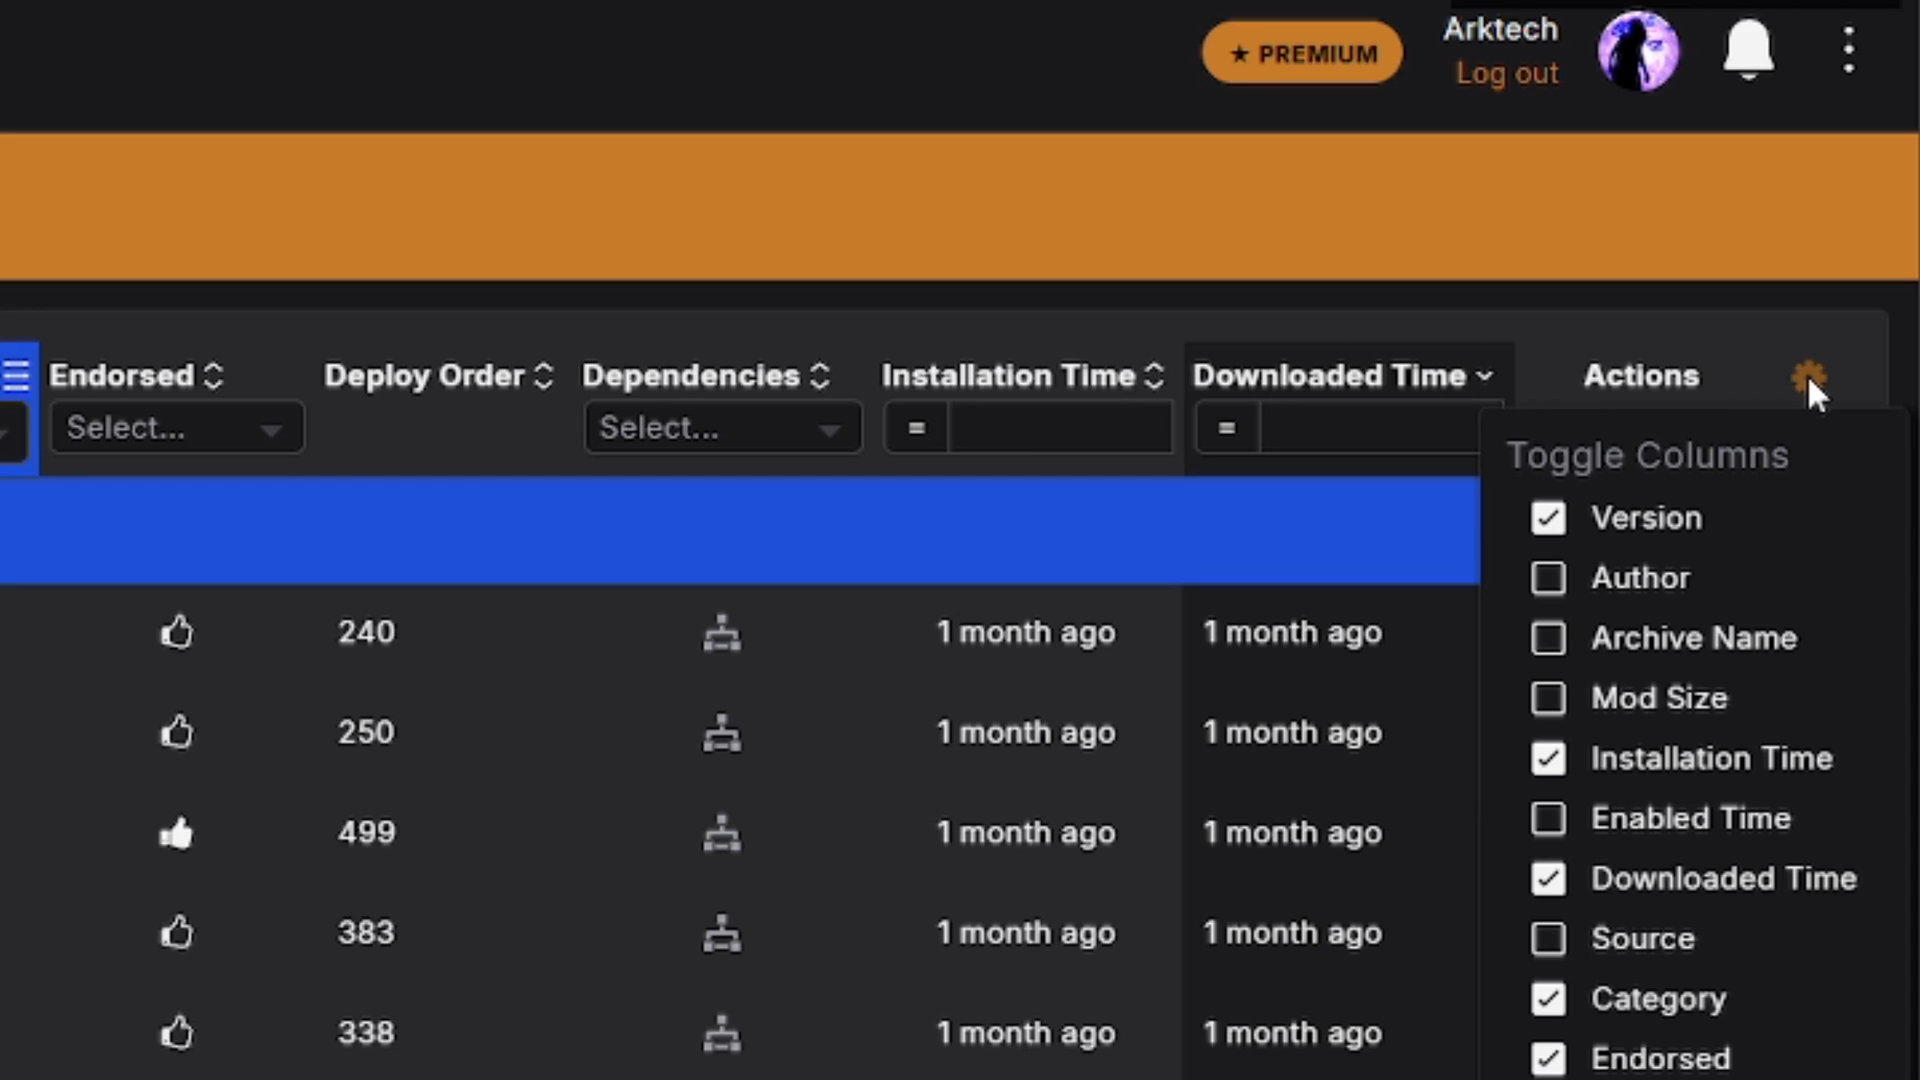 ★ PREMIUM
Arktech
Log out
Endorsed
Deploy Order
Dependencies
Installation Time
Downloaded Time
Actions
Select...
Select...
=
=
Toggle Columns
Version
Author
Archive Name
Mod Size
Installation Time
Enabled Time
Downloaded Time
Source
Category
Endorsed
240 1 month ago 1 month ago
250 1 month ago 1 month ago
499 1 month ago 1 month ago
383 1 month ago 1 month ago
338 1 month ago 1 month ago